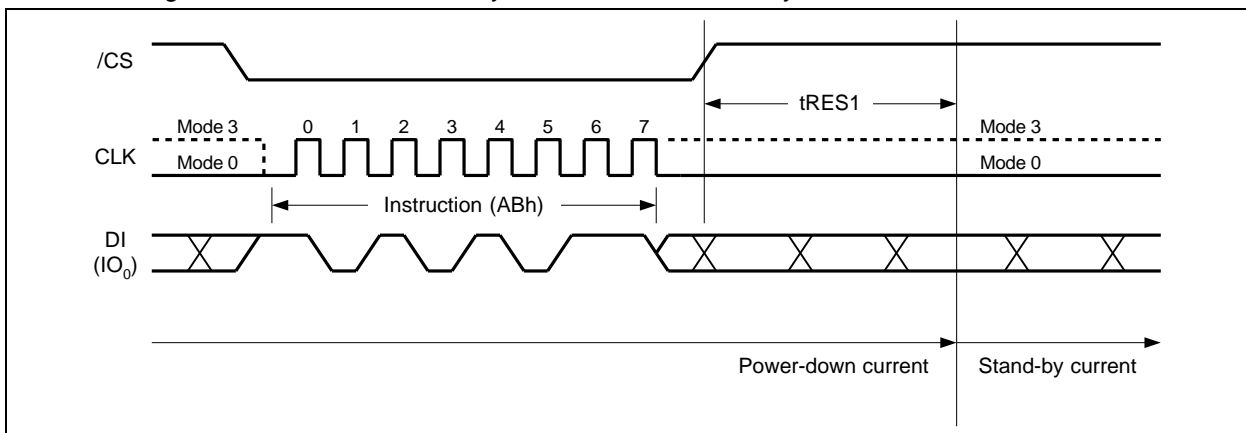 /CS
tRES1
Mode 3 0 1 2 3 4 5 6 7 Mode 3
CLK
Mode 0 Mode 0
Instruction (ABh)
DI
(IO₀)
Power-down current Stand-by current